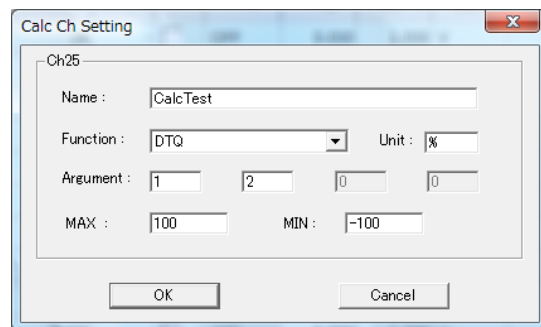 Calc Ch Setting
Ch25
Name : CalcTest
Function : DTQ Unit : %
Argument : 1 2 0 0
MAX : 100 MIN : -100
OK Cancel